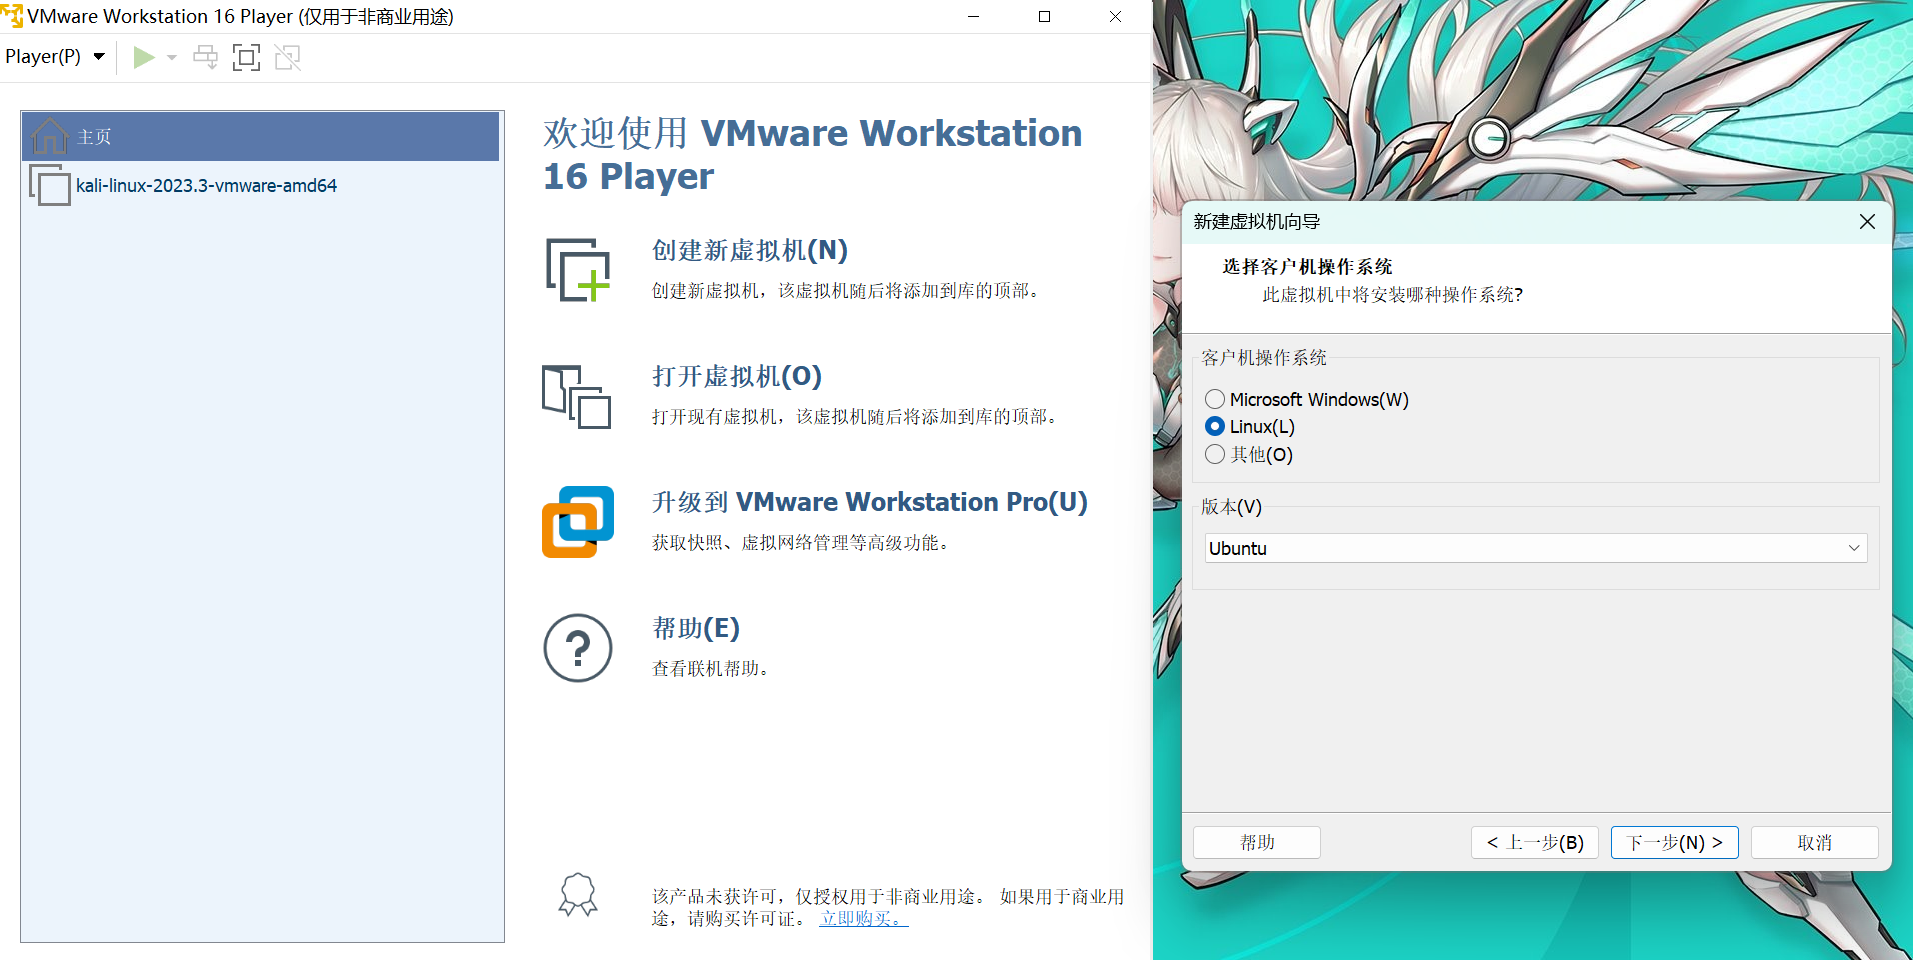 VMware Workstation 16 Player (仅用于非商业用途)
Player(P)
主页
kali-linux-2023.3-vmware-amd64
欢迎使用 VMware Workstation
16 Player
创建新虚拟机(N)
创建新虚拟机，该虚拟机随后将添加到库的顶部。
打开虚拟机(O)
打开现有虚拟机，该虚拟机随后将添加到库的顶部。
升级到 VMware Workstation Pro(U)
获取快照、虚拟网络管理等高级功能。
?
帮助(E)
查看联机帮助。
该产品未获许可，仅授权用于非商业用途。 如果用于商业用
途，请购买许可证。 立即购买。
新建虚拟机向导
选择客户机操作系统
此虚拟机中将安装哪种操作系统?
客户机操作系统
Microsoft Windows(W)
Linux(L)
其他(O)
版本(V)
Ubuntu
帮助
< 上一步(B)
下一步(N) >
取消